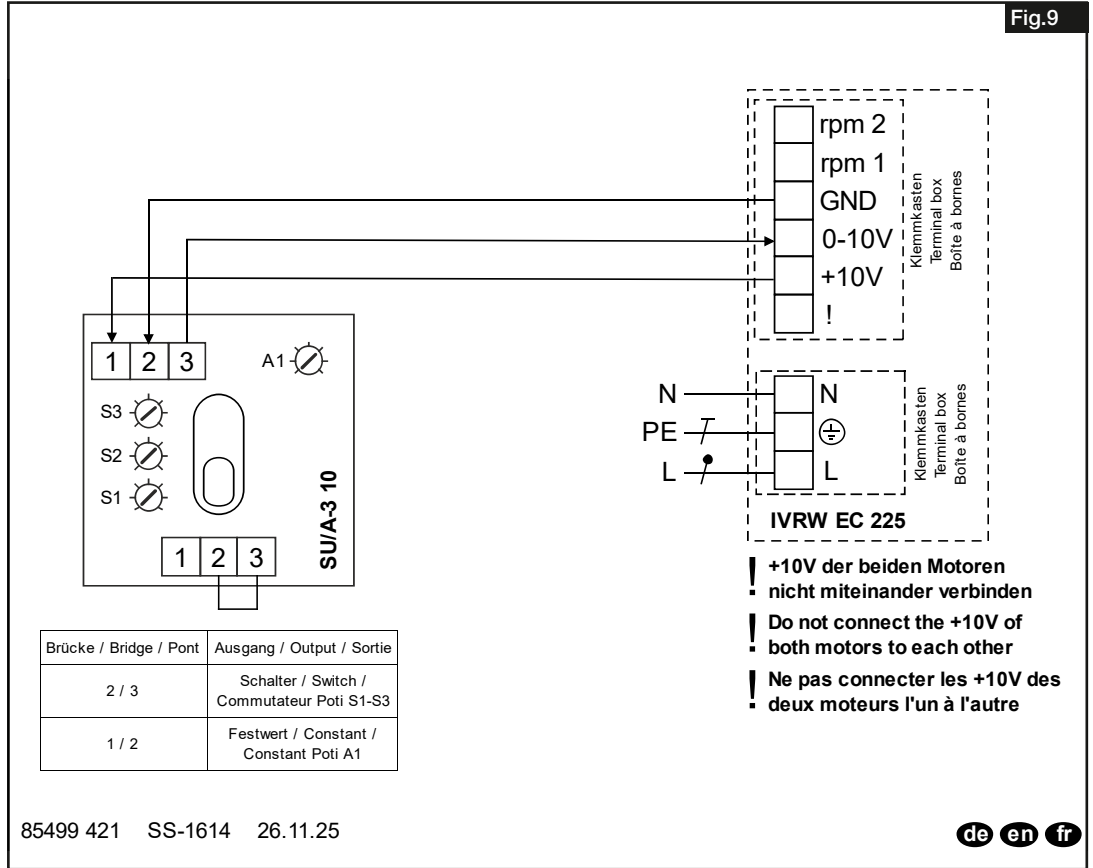 Fig.9
rpm 2
rpm 1
GND
0-10V
+10V
!
Klemmkasten
Terminal box
Boîte à bornes
1 2 3
A1
S3
S2
S1
SU/A-3 10
1 2 3
N
PE
L
N
L
Klemmkasten
Terminal box
Boîte à bornes
IVRW EC 225
! +10V der beiden Motoren
nicht miteinander verbinden
! Do not connect the +10V of
both motors to each other
! Ne pas connecter les +10V des
deux moteurs l'un à l'autre
Brücke / Bridge / Pont Ausgang / Output / Sortie
2 / 3 Schalter / Switch /
Commutateur Poti S1-S3
1 / 2 Festwert / Constant /
Constant Poti A1
85499 421 SS-1614 26.11.25
de en fr